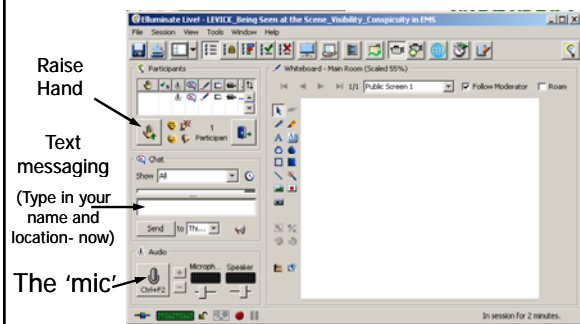 Elluminate Live! - LEVICK_Being Seen at the Scene_Visibility_Conspicuity in EMS
File Session View Tools Window Help
Participants
Whiteboard - Main Room (Scaled 55%)
1/1 Public Screen 1 Follow Moderator Roam
Raise
Hand
1
Participant
Text
messaging
(Type in your
name and
location- now)
Chat
Show All
Send to Thi...
Audio
The 'mic'
Microph... Speaker
Ctrl+F2
In session for 2 minutes.